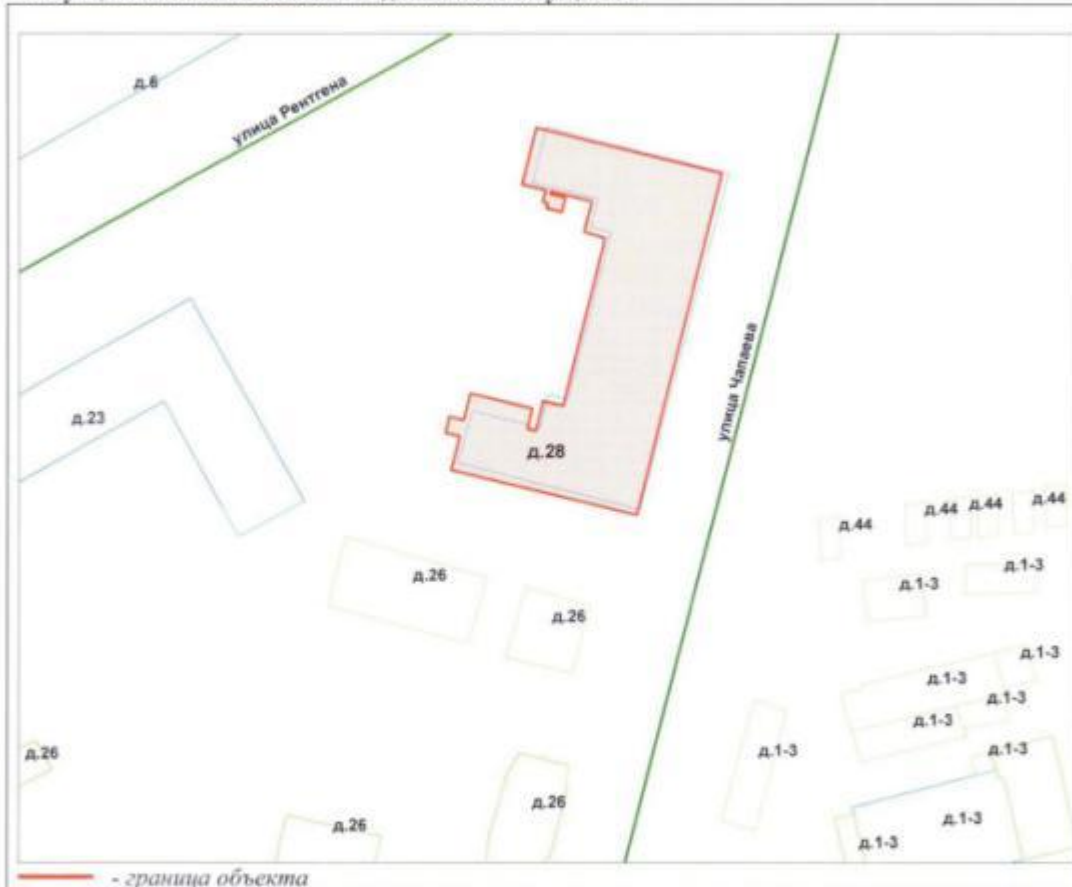 д.6
улица Рентгена
улица Чапаева
д.23
д.28
д.44
д.44
д.44
д.44
д.26
д.26
д.1-3
д.1-3
д.1-3
д.1-3
д.1-3
д.1-3
д.26
д.1-3
д.1-3
д.26
д.26
д.1-3
д.1-3
- граница объекта